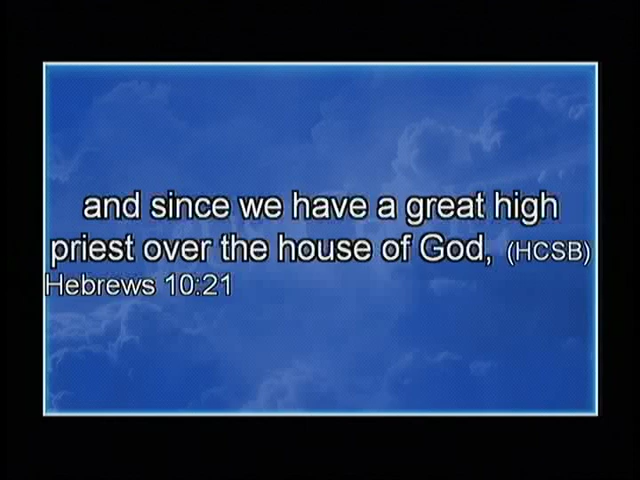 and since we have a great high
priest over the house of God, (HCSB)
Hebrews 10:21